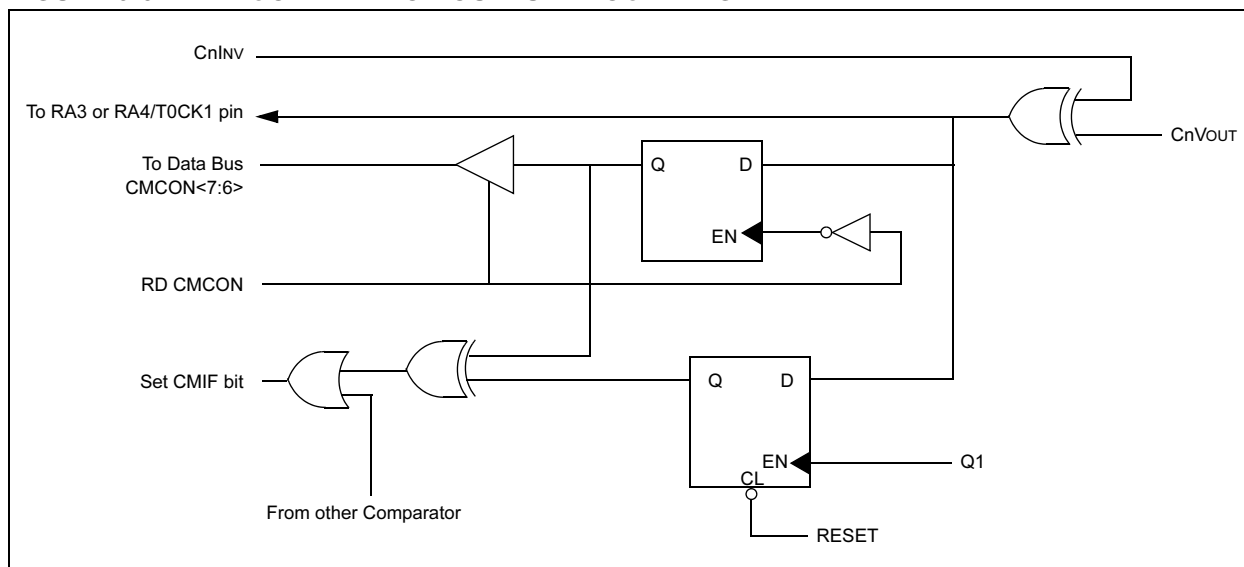 CnINV
To RA3 or RA4/T0CK1 pin
CnVOUT
To Data Bus
CMCON<7:6>
Q
D
EN
RD CMCON
Set CMIF bit
Q
D
EN
Q1
CL
From other Comparator
RESET